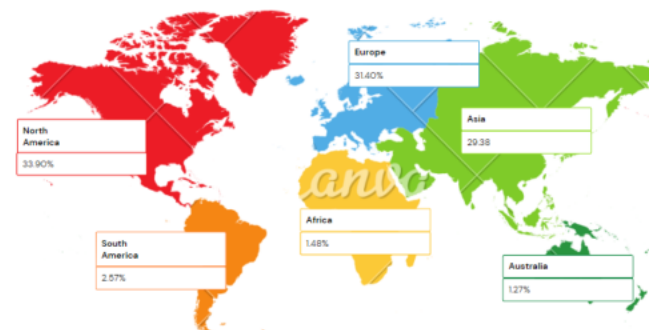 Europe
31.40%
Asia
29.38
North
America
33.90%
Africa
1.48%
South
America
2.57%
Australia
1.27%